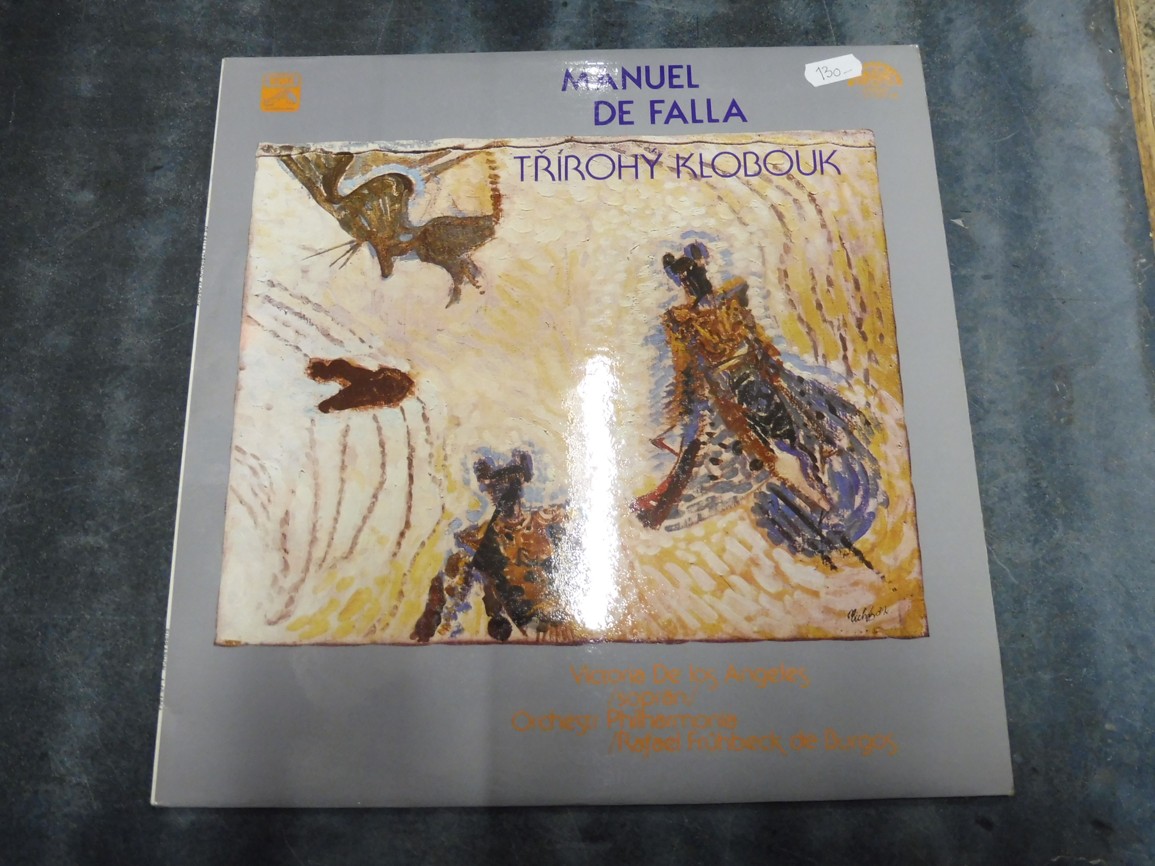 130.-
MANUEL
DE FALLA
TŘÍROHÝ KLOBOUK
Victoria De los Angeles
/soprán/
Orchestr Philharmonia
/Rafael Frühbeck de Burgos